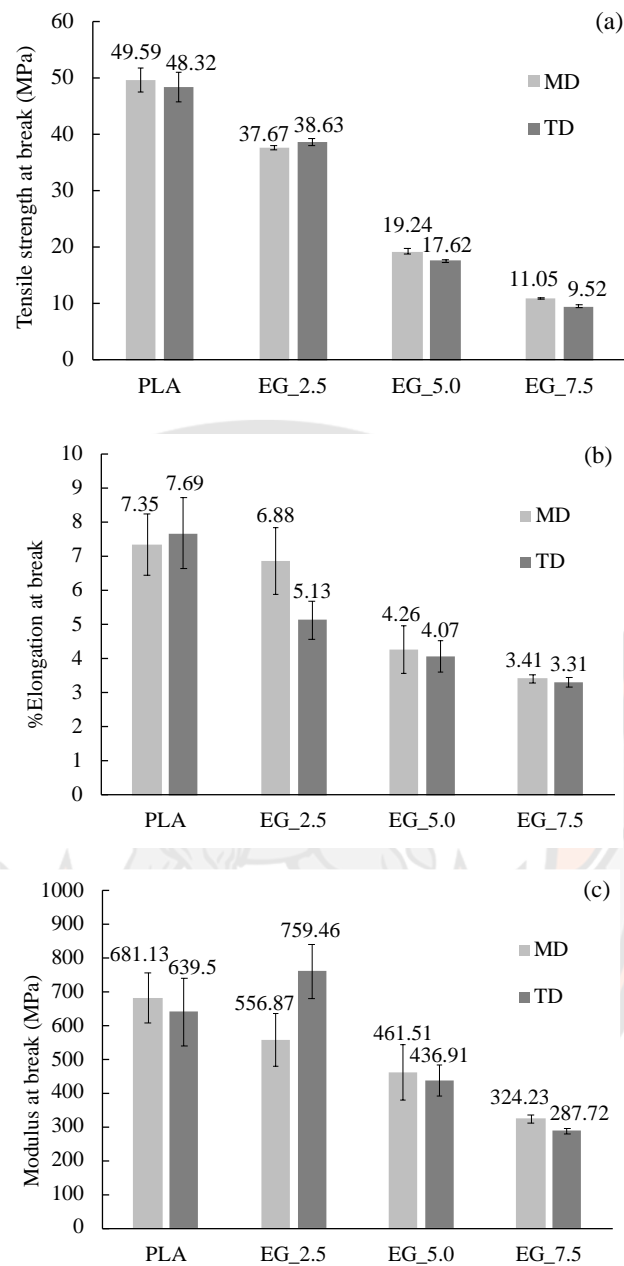 (a)
Tensile strength at break (MPa)
60
50
40
30
20
10
0
49.59
48.32
37.67
38.63
19.24
17.62
11.05
9.52
MD
TD
PLA
EG_2.5
EG_5.0
EG_7.5
(b)
%Elongation at break
10
9
8
7
6
5
4
3
2
1
0
7.35
7.69
6.88
5.13
4.26
4.07
3.41
3.31
MD
TD
PLA
EG_2.5
EG_5.0
EG_7.5
(c)
Modulus at break (MPa)
1000
900
800
700
600
500
400
300
200
100
0
681.13
639.5
556.87
759.46
461.51
436.91
324.23
287.72
MD
TD
PLA
EG_2.5
EG_5.0
EG_7.5